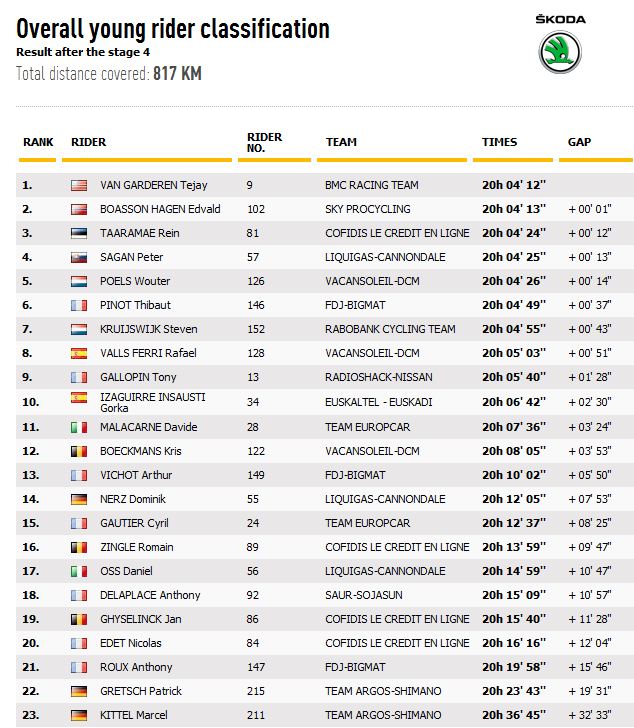 Overall young rider classification
Result after the stage 4
Total distance covered: 817 KM
ŠKODA
RANK RIDER RIDER NO. TEAM TIMES GAP
1. VAN GARDEREN Tejay 9 BMC RACING TEAM 20h 04' 12"
2. BOASSON HAGEN Edvald 102 SKY PROCYCLING 20h 04' 13" + 00' 01"
3. TAARAMAE Rein 81 COFIDIS LE CREDIT EN LIGNE 20h 04' 24" + 00' 12"
4. SAGAN Peter 57 LIQUIGAS-CANNONDALE 20h 04' 25" + 00' 13"
5. POELS Wouter 126 VACANSOLEIL-DCM 20h 04' 26" + 00' 14"
6. PINOT Thibaut 146 FDJ-BIGMAT 20h 04' 49" + 00' 37"
7. KRUIJSWIJK Steven 152 RABOBANK CYCLING TEAM 20h 04' 55" + 00' 43"
8. VALLS FERRI Rafael 128 VACANSOLEIL-DCM 20h 05' 03" + 00' 51"
9. GALLOPIN Tony 13 RADIOSHACK-NISSAN 20h 05' 40" + 01' 28"
10. IZAGUIRRE INSAUSTI Gorka 34 EUSKALTEL - EUSKADI 20h 06' 42" + 02' 30"
11. MALACARNE Davide 28 TEAM EUROPCAR 20h 07' 36" + 03' 24"
12. BOECKMANS Kris 122 VACANSOLEIL-DCM 20h 08' 05" + 03' 53"
13. VICHOT Arthur 149 FDJ-BIGMAT 20h 10' 02" + 05' 50"
14. NERZ Dominik 55 LIQUIGAS-CANNONDALE 20h 12' 05" + 07' 53"
15. GAUTIER Cyril 24 TEAM EUROPCAR 20h 12' 37" + 08' 25"
16. ZINGLE Romain 89 COFIDIS LE CREDIT EN LIGNE 20h 13' 59" + 09' 47"
17. OSS Daniel 56 LIQUIGAS-CANNONDALE 20h 14' 59" + 10' 47"
18. DELAPLACE Anthony 92 SAUR-SOJASUN 20h 15' 09" + 10' 57"
19. GHYSELINCK Jan 86 COFIDIS LE CREDIT EN LIGNE 20h 15' 40" + 11' 28"
20. EDET Nicolas 84 COFIDIS LE CREDIT EN LIGNE 20h 16' 16" + 12' 04"
21. ROUX Anthony 147 FDJ-BIGMAT 20h 19' 58" + 15' 46"
22. GRETSCH Patrick 215 TEAM ARGOS-SHIMANO 20h 23' 43" + 19' 31"
23. KITTEL Marcel 211 TEAM ARGOS-SHIMANO 20h 36' 45" + 32' 33"